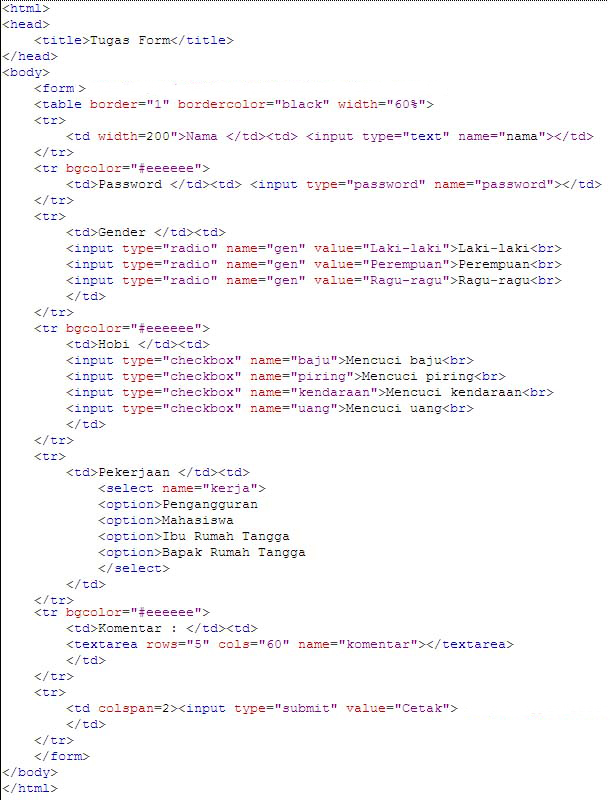 <html>
<head>
    <title>Tugas Form</title>
</head>
<body>
    <form >
    <table border="1" bordercolor="black" width="60%">
    <tr>
        <td width=200">Nama </td><td> <input type="text" name="nama"></td>
    </tr>
    <tr bgcolor="#eeeeee">
        <td>Password </td><td> <input type="password" name="password"></td>
    </tr>
    <tr>
        <td>Gender </td><td>
        <input type="radio" name="gen" value="Laki-laki">Laki-laki<br>
        <input type="radio" name="gen" value="Perempuan">Perempuan<br>
        <input type="radio" name="gen" value="Ragu-ragu">Ragu-ragu<br>
        </td>
    </tr>
    <tr bgcolor="#eeeeee">
        <td>Hobi </td><td>
        <input type="checkbox" name="baju">Mencuci baju<br>
        <input type="checkbox" name="piring">Mencuci piring<br>
        <input type="checkbox" name="kendaraan">Mencuci kendaraan<br>
        <input type="checkbox" name="uang">Mencuci uang<br>
        </td>
    </tr>
    <tr>
        <td>Pekerjaan </td><td>
            <select name="kerja">
            <option>Pengangguran
            <option>Mahasiswa
            <option>Ibu Rumah Tangga
            <option>Bapak Rumah Tangga
            </select>
        </td>
    </tr>
    <tr bgcolor="#eeeeee">
        <td>Komentar : </td><td>
        <textarea rows="5" cols="60" name="komentar"></textarea>
        </td>
    </tr>
    <tr>
        <td colspan=2><input type="submit" value="Cetak">
        </td>
    </tr>
    </form>
</body>
</html>